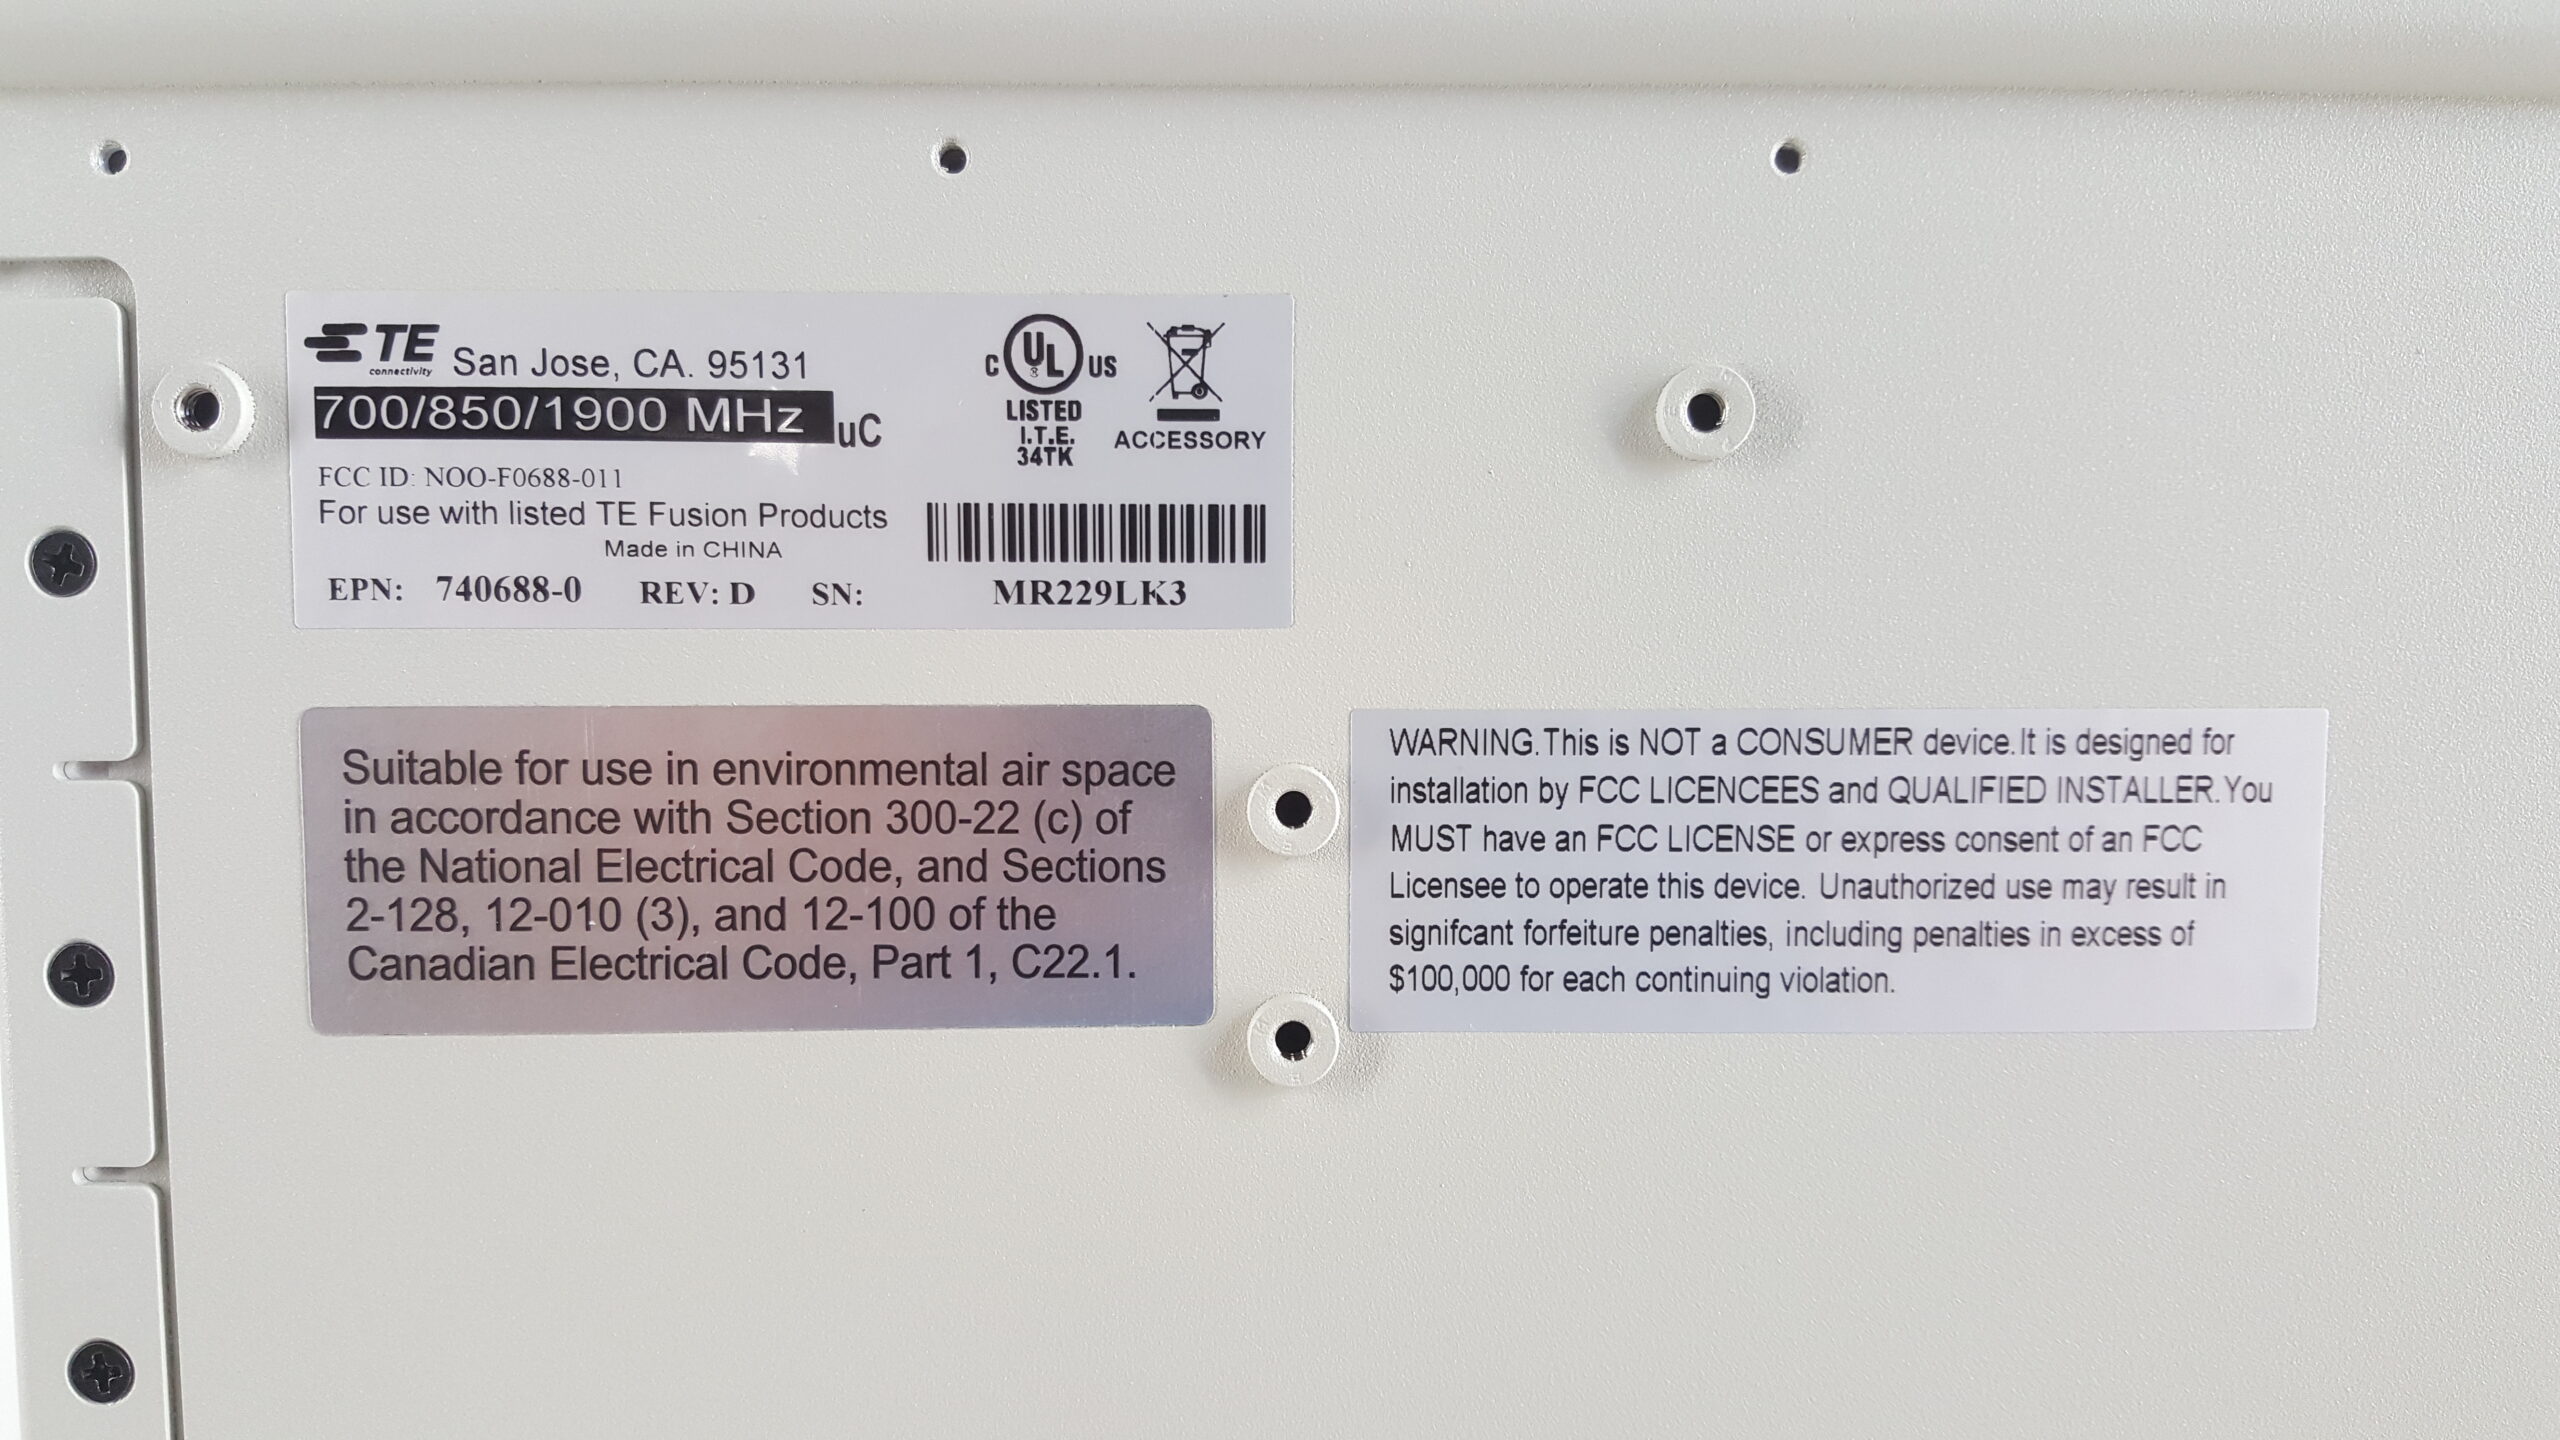 TE
connectivity
San Jose, CA. 95131
700/850/1900 MHz uC
FCC ID: NOO-F0688-011
For use with listed TE Fusion Products
Made in CHINA
EPN: 740688-0 REV: D SN: MR229LK3
C UL US
LISTED
I.T.E.
34TK
ACCESSORY
Suitable for use in environmental air space
in accordance with Section 300-22 (c) of
the National Electrical Code, and Sections
2-128, 12-010 (3), and 12-100 of the
Canadian Electrical Code, Part 1, C22.1.
WARNING.This is NOT a CONSUMER device.It is designed for
installation by FCC LICENCEES and QUALIFIED INSTALLER.You
MUST have an FCC LICENSE or express consent of an FCC
Licensee to operate this device. Unauthorized use may result in
signifcant forfeiture penalties, including penalties in excess of
$100,000 for each continuing violation.